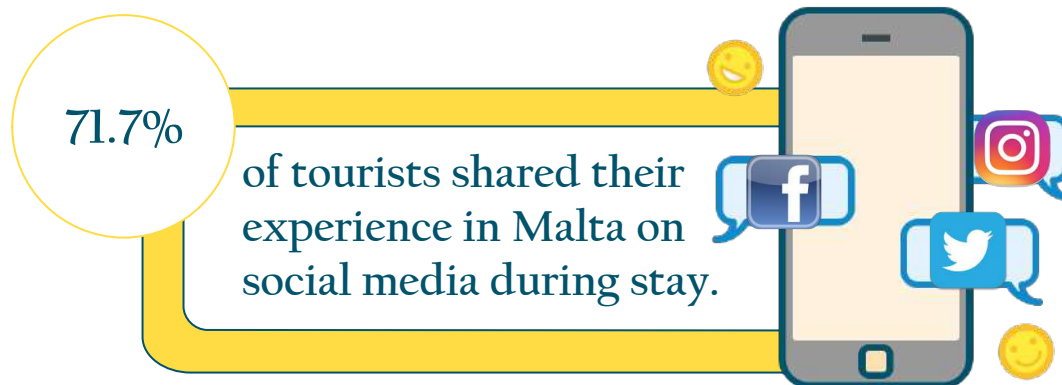 71.7%
of tourists shared their
experience in Malta on
social media during stay.
f